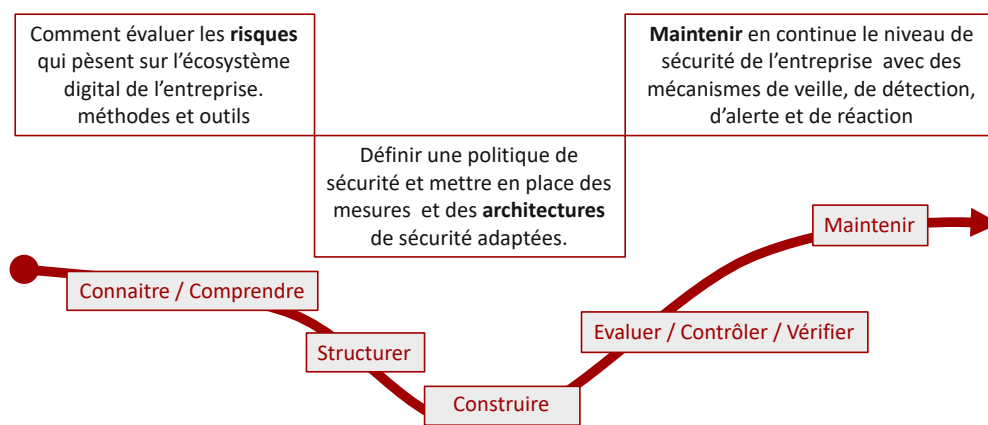 Comment évaluer les risques
qui pèsent sur l'écosystème
digital de l'entreprise.
méthodes et outils
Définir une politique de
sécurité et mettre en place des
mesures et des architectures
de sécurité adaptées.
Maintenir en continue le niveau de
sécurité de l'entreprise avec des
mécanismes de veille, de détection,
d'alerte et de réaction
Connaitre / Comprendre
Structurer
Construire
Evaluer / Contrôler / Vérifier
Maintenir